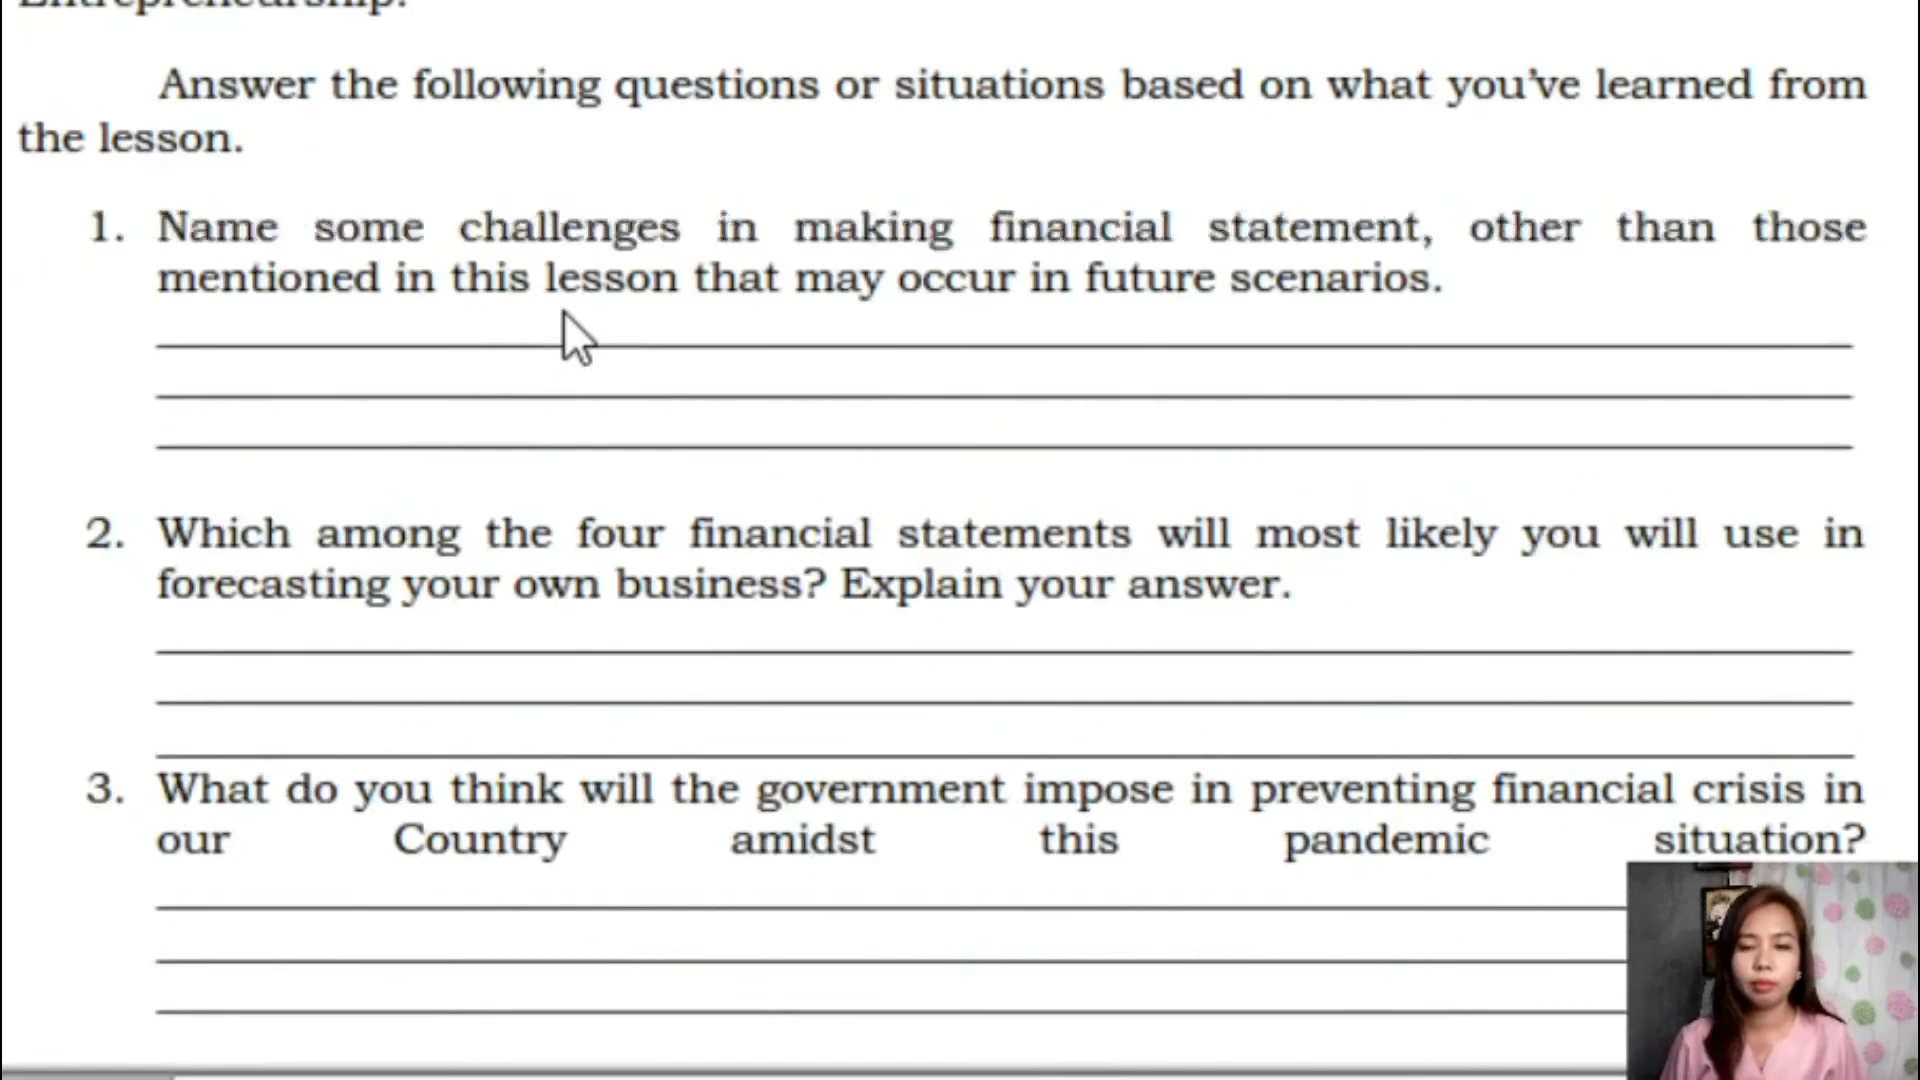 Entrepreneurship.
Answer the following questions or situations based on what you've learned from
the lesson.
1. Name some challenges in making financial statement, other than those
mentioned in this lesson that may occur in future scenarios.
2. Which among the four financial statements will most likely you will use in
forecasting your own business? Explain your answer.
3. What do you think will the government impose in preventing financial crisis in
our Country amidst this pandemic situation?